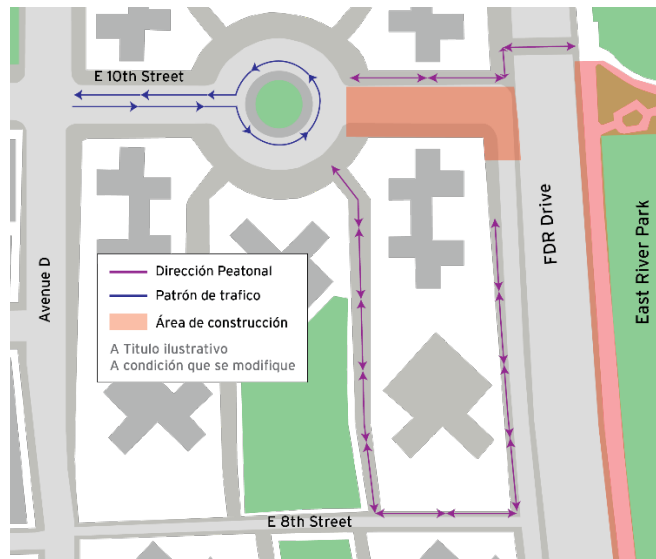 E 10th Street
Avenue D
FDR Drive
East River Park
Dirección Peatonal
Patrón de trafico
Área de construcción
A Titulo ilustrativo
A condición que se modifique
E 8th Street